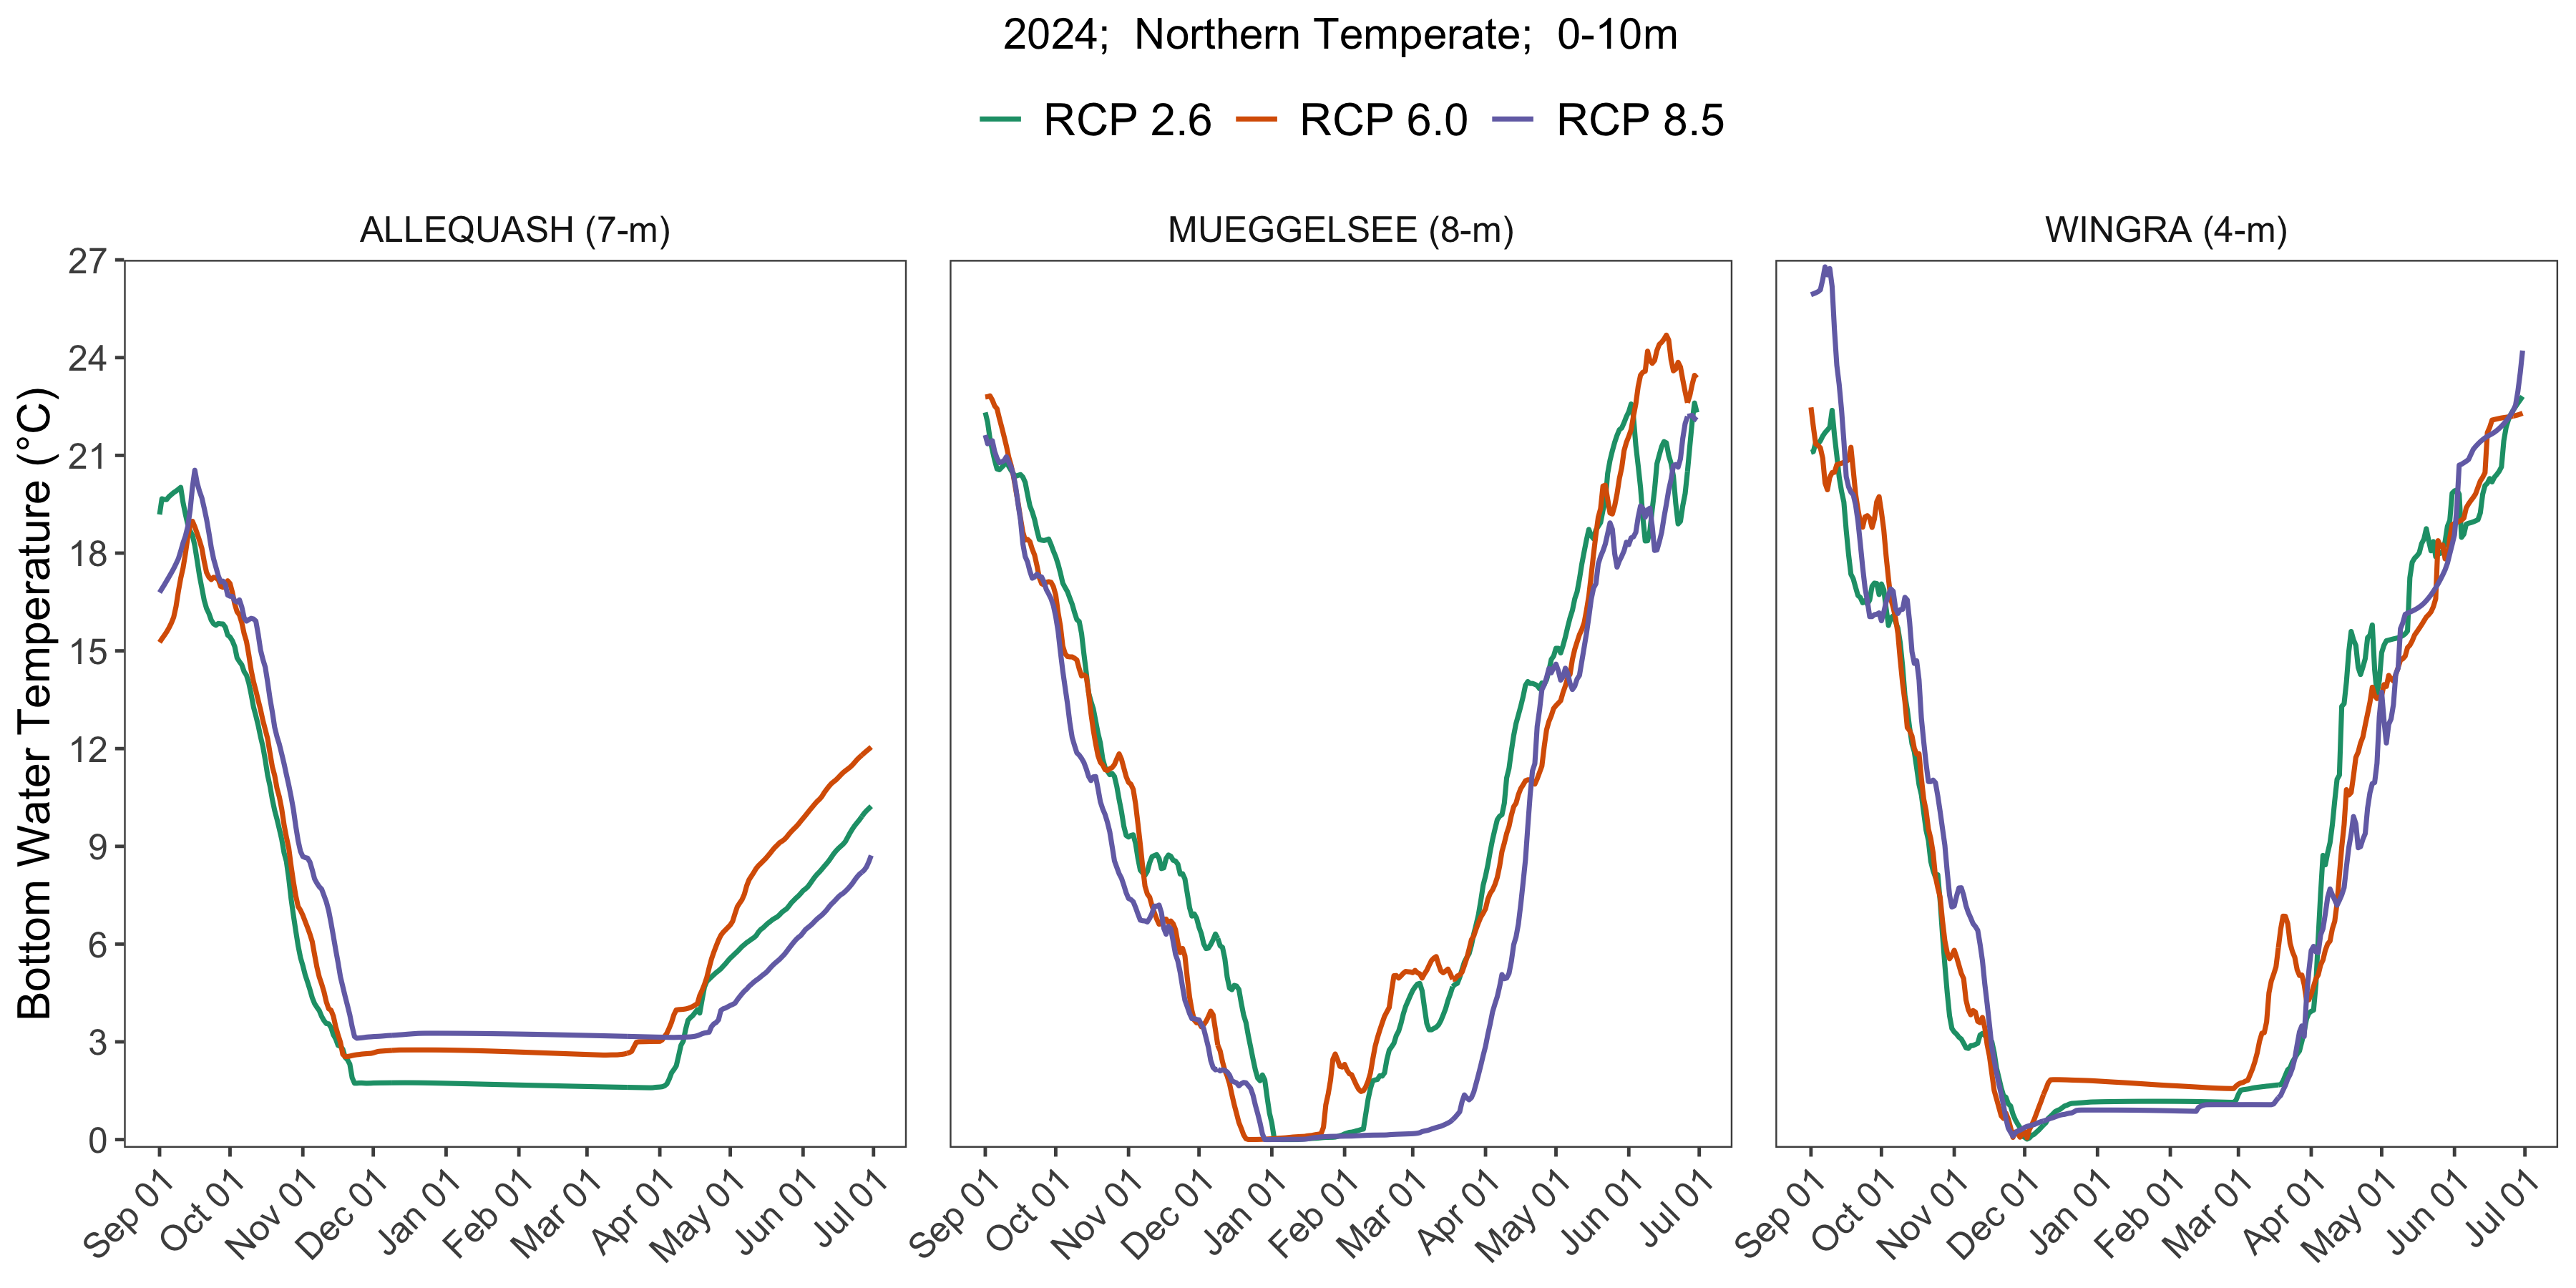 2024;  Northern Temperate;  0-10m
RCP 2.6 RCP 6.0 RCP 8.5
ALLEQUASH (7-m) MUEGGELSEE (8-m) WINGRA (4-m)
Bottom Water Temperature (°C)
27
24
21
18
15
12
9
6
3
0
Sep 01 Oct 01 Nov 01 Dec 01 Jan 01 Feb 01 Mar 01 Apr 01 May 01 Jun 01 Jul 01 Sep 01 Oct 01 Nov 01 Dec 01 Jan 01 Feb 01 Mar 01 Apr 01 May 01 Jun 01 Jul 01 Sep 01 Oct 01 Nov 01 Dec 01 Jan 01 Feb 01 Mar 01 Apr 01 May 01 Jun 01 Jul 01